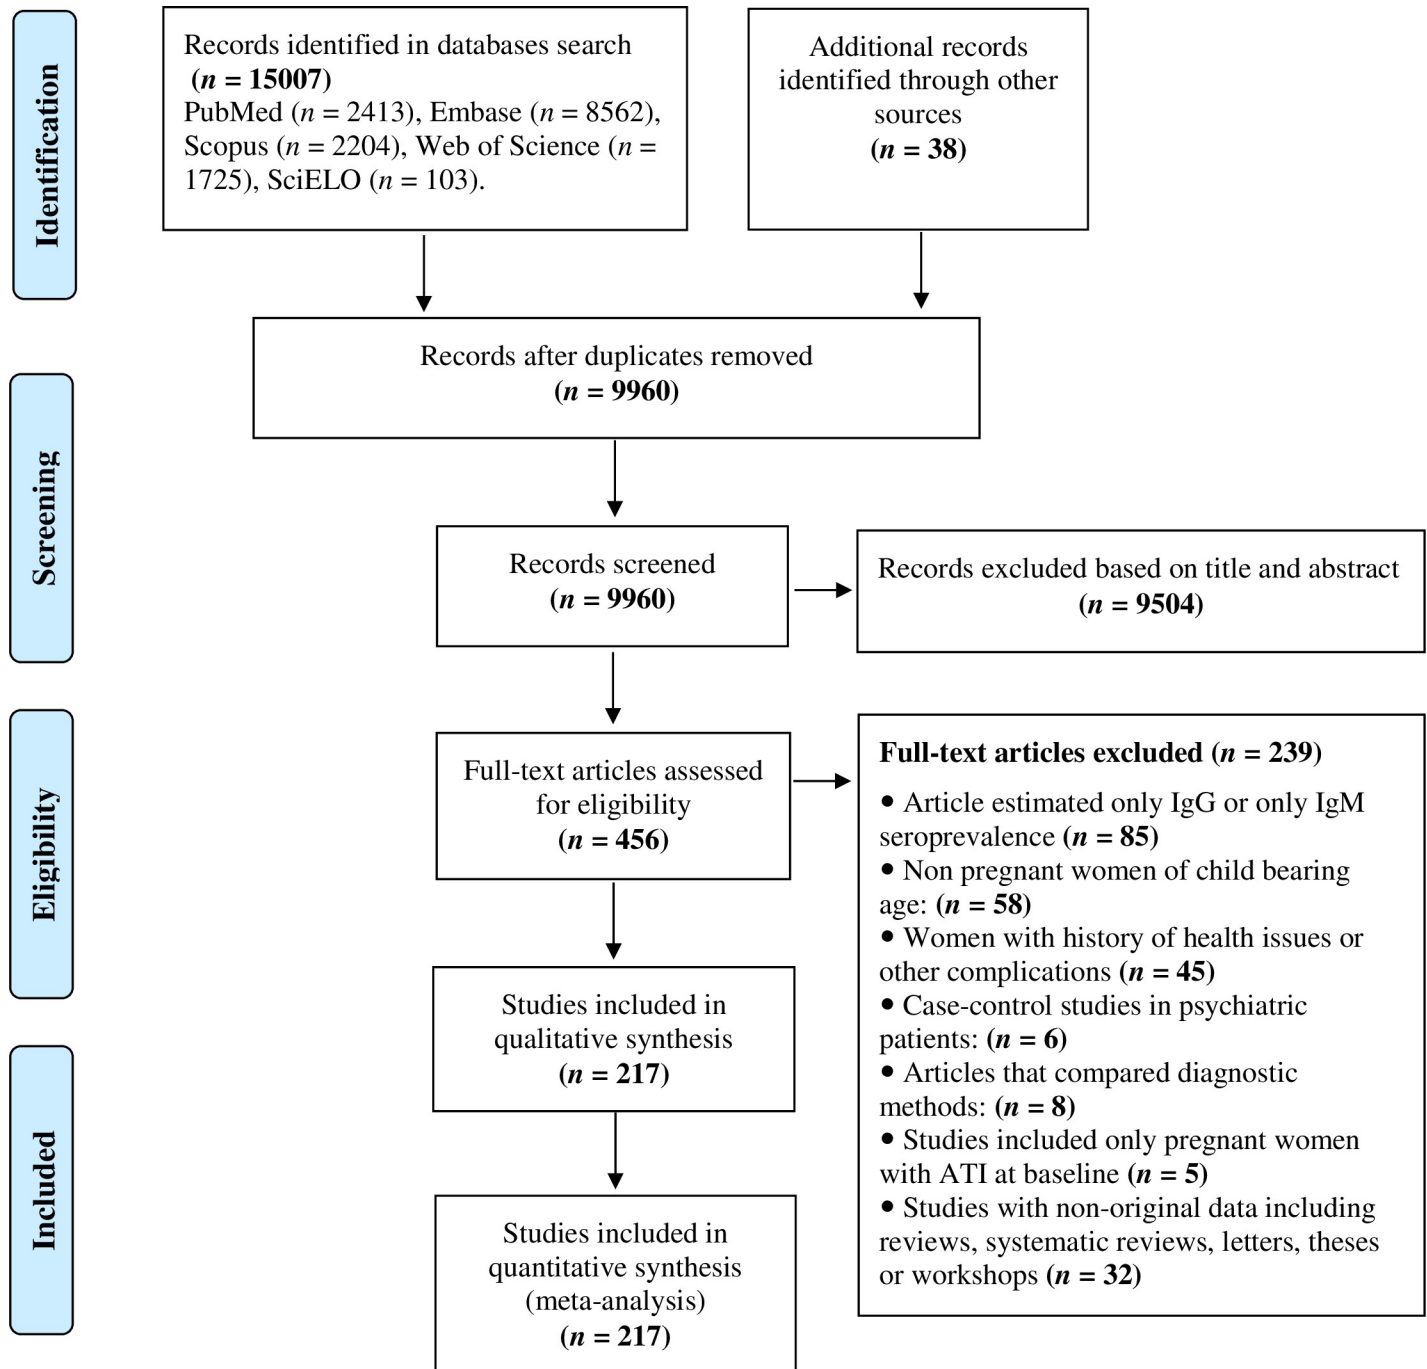 Identification
Records identified in databases search
(n = 15007)
PubMed (n = 2413), Embase (n = 8562),
Scopus (n = 2204), Web of Science (n =
1725), SciELO (n = 103).
Additional records
identified through other
sources
(n = 38)
Records after duplicates removed
(n = 9960)
Screening
Records screened
(n = 9960)
Records excluded based on title and abstract
(n = 9504)
Eligibility
Full-text articles assessed
for eligibility
(n = 456)
Full-text articles excluded (n = 239)
• Article estimated only IgG or only IgM
seroprevalence (n = 85)
• Non pregnant women of child bearing
age: (n = 58)
• Women with history of health issues or
other complications (n = 45)
• Case-control studies in psychiatric
patients: (n = 6)
• Articles that compared diagnostic
methods: (n = 8)
• Studies included only pregnant women
with ATI at baseline (n = 5)
• Studies with non-original data including
reviews, systematic reviews, letters, theses
or workshops (n = 32)
Studies included in
qualitative synthesis
(n = 217)
Included
Studies included in
quantitative synthesis
(meta-analysis)
(n = 217)